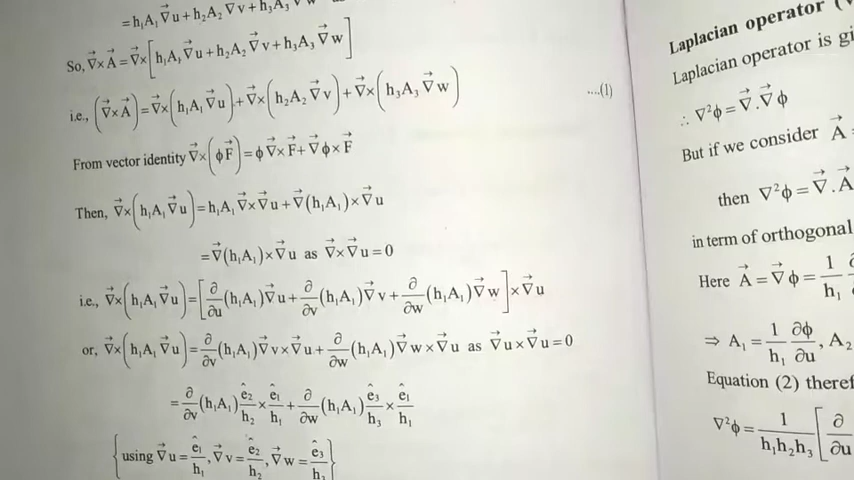 =h₁A₁∇⃗u+h₂A₂∇⃗v+h₃A₃∇⃗w
So, ∇⃗×A⃗=∇⃗×[h₁A₁∇⃗u+h₂A₂∇⃗v+h₃A₃∇⃗w]
i.e., (∇⃗×A⃗)=∇⃗×(h₁A₁∇⃗u)+∇⃗×(h₂A₂∇⃗v)+∇⃗×(h₃A₃∇⃗w) ....(1)
From vector identity ∇⃗×(ϕF⃗)=ϕ∇⃗×F⃗+∇⃗ϕ×F⃗
Then, ∇⃗×(h₁A₁∇⃗u)=h₁A₁∇⃗×∇⃗u+∇⃗(h₁A₁)×∇⃗u
=∇⃗(h₁A₁)×∇⃗u as ∇⃗×∇⃗u=0
i.e., ∇⃗×(h₁A₁∇⃗u)=[∂/∂u(h₁A₁)∇⃗u+∂/∂v(h₁A₁)∇⃗v+∂/∂w(h₁A₁)∇⃗w]×∇⃗u
or, ∇⃗×(h₁A₁∇⃗u)=∂/∂v(h₁A₁)∇⃗v×∇⃗u+∂/∂w(h₁A₁)∇⃗w×∇⃗u as ∇⃗u×∇⃗u=0
=∂/∂v(h₁A₁)ê₂/h₂×ê₁/h₁+∂/∂w(h₁A₁)ê₃/h₃×ê₁/h₁
{using ∇⃗u=ê₁/h₁,∇⃗v=ê₂/h₂,∇⃗w=ê₃/h₃}
Laplacian operator (
Laplacian operator is gi
∴ ∇²ϕ=∇⃗.∇⃗ϕ
But if we consider A⃗=
then ∇²ϕ=∇⃗.A⃗
in term of orthogonal
Here A⃗=∇⃗ϕ=1/h₁ ∂
⇒ A₁=1/h₁ ∂ϕ/∂u, A₂
Equation (2) theref
∇²ϕ=1/h₁h₂h₃[∂/∂u